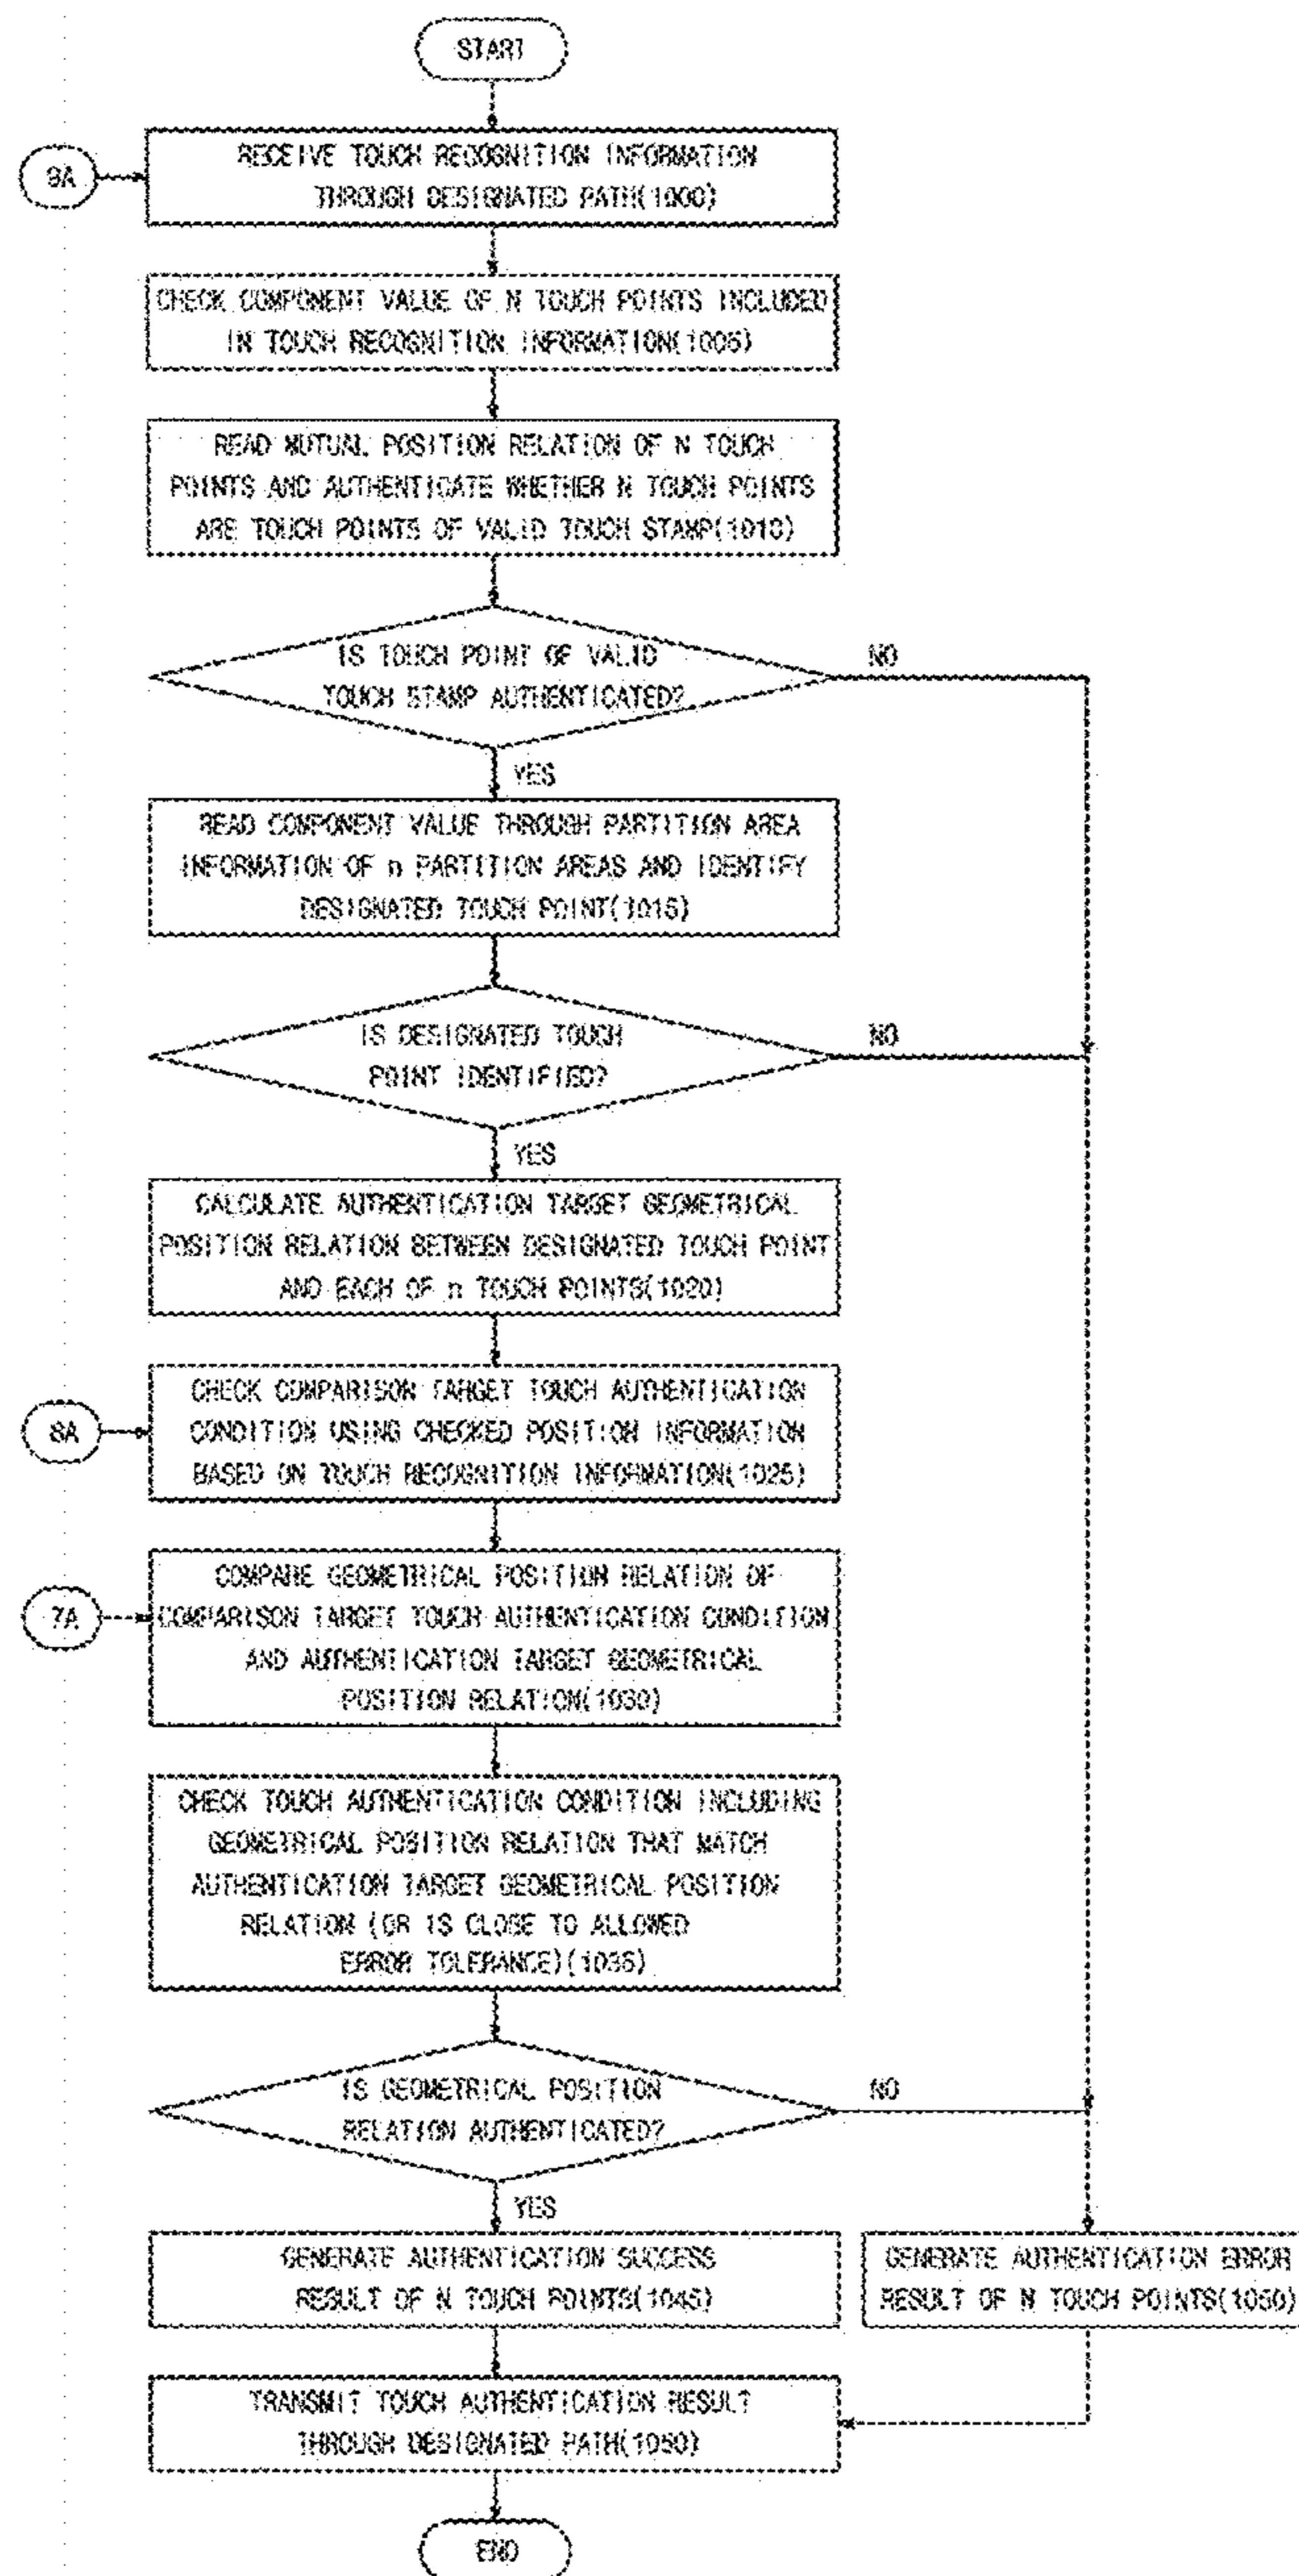 START
9A
RECEIVE TOUCH RECOGNITION INFORMATION
THROUGH DESIGNATED PATH(1000)
CHECK COMPONENT VALUE OF N TOUCH POINTS INCLUDED
IN TOUCH RECOGNITION INFORMATION(1005)
READ MUTUAL POSITION RELATION OF N TOUCH
POINTS AND AUTHENTICATE WHETHER N TOUCH POINTS
ARE TOUCH POINTS OF VALID TOUCH STAMP(1010)
IS TOUCH POINT OF VALID
TOUCH STAMP AUTHENTICATED?
NO
YES
READ COMPONENT VALUE THROUGH PARTITION AREA
INFORMATION OF n PARTITION AREAS AND IDENTIFY
DESIGNATED TOUCH POINT(1015)
IS DESIGNATED TOUCH
POINT IDENTIFIED?
NO
YES
CALCULATE AUTHENTICATION TARGET GEOMETRICAL
POSITION RELATION BETWEEN DESIGNATED TOUCH POINT
AND EACH OF n TOUCH POINTS(1020)
8A
CHECK COMPARISON TARGET TOUCH AUTHENTICATION
CONDITION USING CHECKED POSITION INFORMATION
BASED ON TOUCH RECOGNITION INFORMATION(1025)
7A
COMPARE GEOMETRICAL POSITION RELATION OF
COMPARISON TARGET TOUCH AUTHENTICATION CONDITION
AND AUTHENTICATION TARGET GEOMETRICAL
POSITION RELATION(1030)
CHECK TOUCH AUTHENTICATION CONDITION INCLUDING
GEOMETRICAL POSITION RELATION THAT MATCH
AUTHENTICATION TARGET GEOMETRICAL POSITION
RELATION (OR IS CLOSE TO ALLOWED
ERROR TOLERANCE)(1035)
IS GEOMETRICAL POSITION
RELATION AUTHENTICATED?
NO
YES
GENERATE AUTHENTICATION SUCCESS
RESULT OF N TOUCH POINTS(1045)
GENERATE AUTHENTICATION ERROR
RESULT OF N TOUCH POINTS(1050)
TRANSMIT TOUCH AUTHENTICATION RESULT
THROUGH DESIGNATED PATH(1050)
END